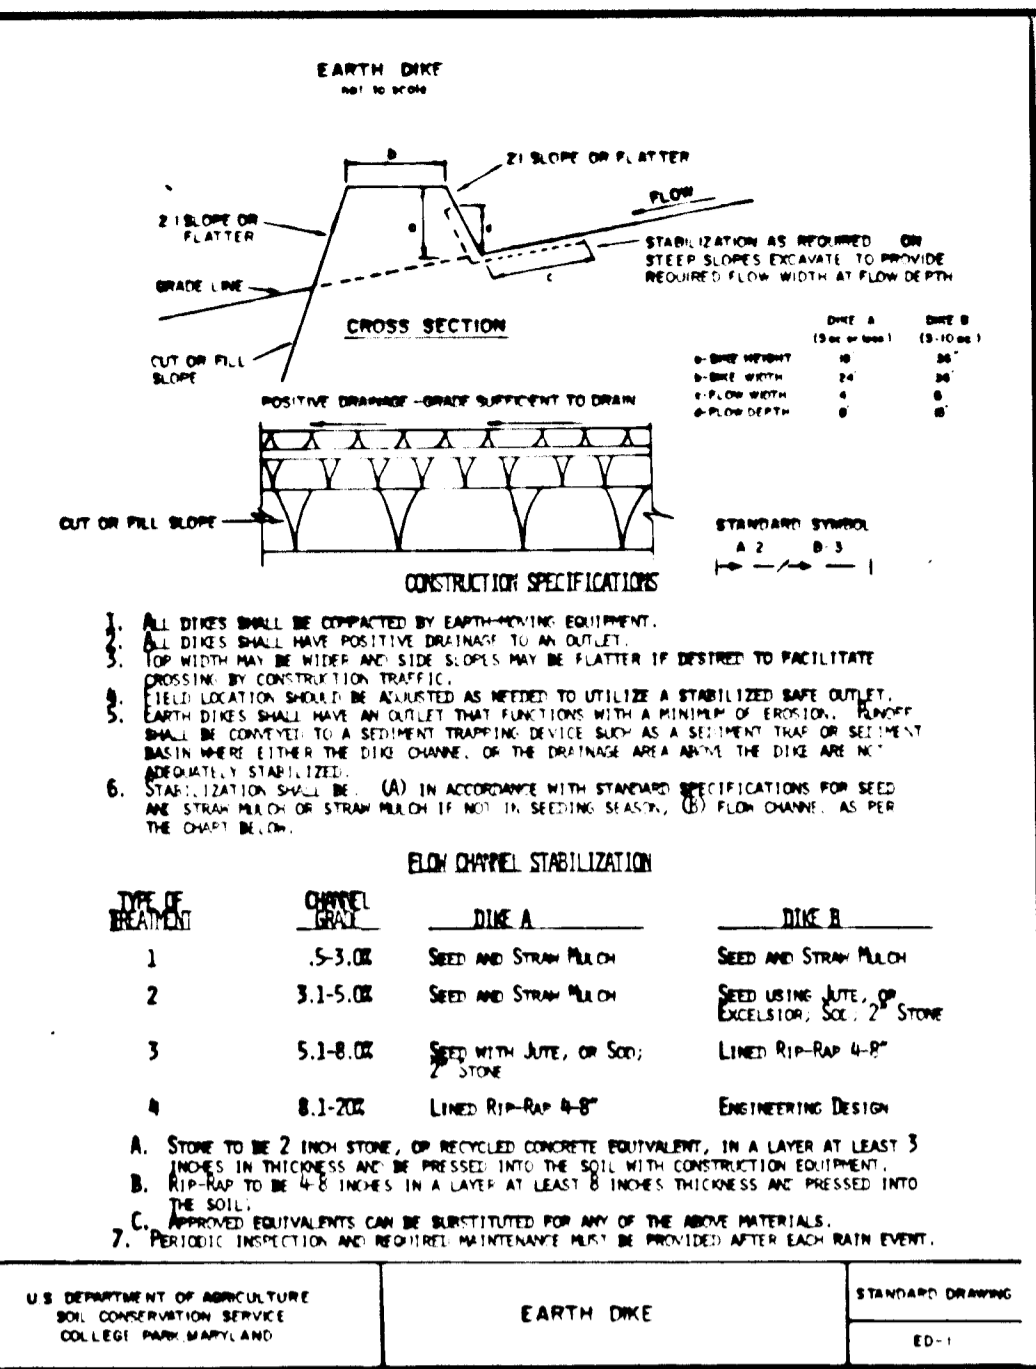 EARTH DIKE
not to scale
b
2:1 SLOPE OR FLATTER
FLOW
2:1 SLOPE OR
FLATTER
a
d
STABILIZATION AS REQUIRED ON
STEEP SLOPES EXCAVATE TO PROVIDE
REQUIRED FLOW WIDTH AT FLOW DEPTH
GRADE LINE
c
CROSS SECTION
CUT OR FILL
SLOPE
DIKE A DIKE B
(5 ac or less) (5-10 ac)
a-DIKE HEIGHT 18 36"
b-DIKE WIDTH 24" 36"
c-FLOW WIDTH 4 6
d-FLOW DEPTH 8" 15"
POSITIVE DRAINAGE - GRADE SUFFICIENT TO DRAIN
CUT OR FILL SLOPE
STANDARD SYMBOL
A-2 B-3
CONSTRUCTION SPECIFICATIONS
1. ALL DIKES SHALL BE COMPACTED BY EARTH-MOVING EQUIPMENT.
2. ALL DIKES SHALL HAVE POSITIVE DRAINAGE TO AN OUTLET.
3. TOP WIDTH MAY BE WIDER AND SIDE SLOPES MAY BE FLATTER IF DESIRED TO FACILITATE
CROSSING BY CONSTRUCTION TRAFFIC.
4. FIELD LOCATION SHOULD BE ADJUSTED AS NEEDED TO UTILIZE A STABILIZED SAFE OUTLET.
5. EARTH DIKES SHALL HAVE AN OUTLET THAT FUNCTIONS WITH A MINIMUM OF EROSION. RUNOFF
SHALL BE CONVEYED TO A SEDIMENT TRAPPING DEVICE SUCH AS A SEDIMENT TRAP OR SEDIMENT
BASIN WHERE EITHER THE DIKE CHANNEL OR THE DRAINAGE AREA ABOVE THE DIKE ARE NOT
ADEQUATELY STABILIZED.
6. STABILIZATION SHALL BE: (A) IN ACCORDANCE WITH STANDARD SPECIFICATIONS FOR SEED
AND STRAW MULCH OR STRAW MULCH IF NOT IN SEEDING SEASON, (B) FLOW CHANNEL AS PER
THE CHART BELOW.
FLOW CHANNEL STABILIZATION
TYPE OF TREATMENT CHANNEL GRADE DIKE A DIKE B
1 .5-3.0% SEED AND STRAW MULCH SEED AND STRAW MULCH
2 3.1-5.0% SEED AND STRAW MULCH SEED USING JUTE, OR
EXCELSIOR; SOD; 2" STONE
3 5.1-8.0% SEED WITH JUTE, OR SOD; LINED RIP-RAP 4-8"
2" STONE
4 8.1-20% LINED RIP-RAP 4-8" ENGINEERING DESIGN
A. STONE TO BE 2 INCH STONE, OR RECYCLED CONCRETE EQUIVALENT, IN A LAYER AT LEAST 3
INCHES IN THICKNESS AND BE PRESSED INTO THE SOIL WITH CONSTRUCTION EQUIPMENT.
B. RIP-RAP TO BE 4-8 INCHES IN A LAYER AT LEAST 8 INCHES THICKNESS AND PRESSED INTO
THE SOIL.
C. APPROVED EQUIVALENTS CAN BE SUBSTITUTED FOR ANY OF THE ABOVE MATERIALS.
7. PERIODIC INSPECTION AND REQUIRED MAINTENANCE MUST BE PROVIDED AFTER EACH RAIN EVENT.
U.S. DEPARTMENT OF AGRICULTURE
SOIL CONSERVATION SERVICE
COLLEGE PARK, MARYLAND
EARTH DIKE
STANDARD DRAWING
ED-1